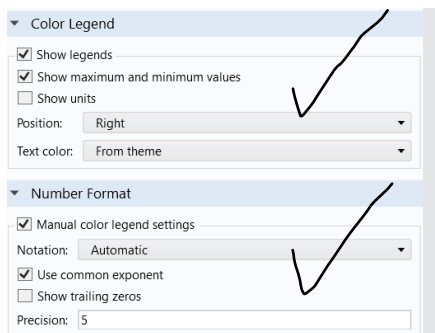 Color Legend
Show legends
Show maximum and minimum values
Show units
Position: Right
Text color: From theme
Number Format
Manual color legend settings
Notation: Automatic
Use common exponent
Show trailing zeros
Precision: 5